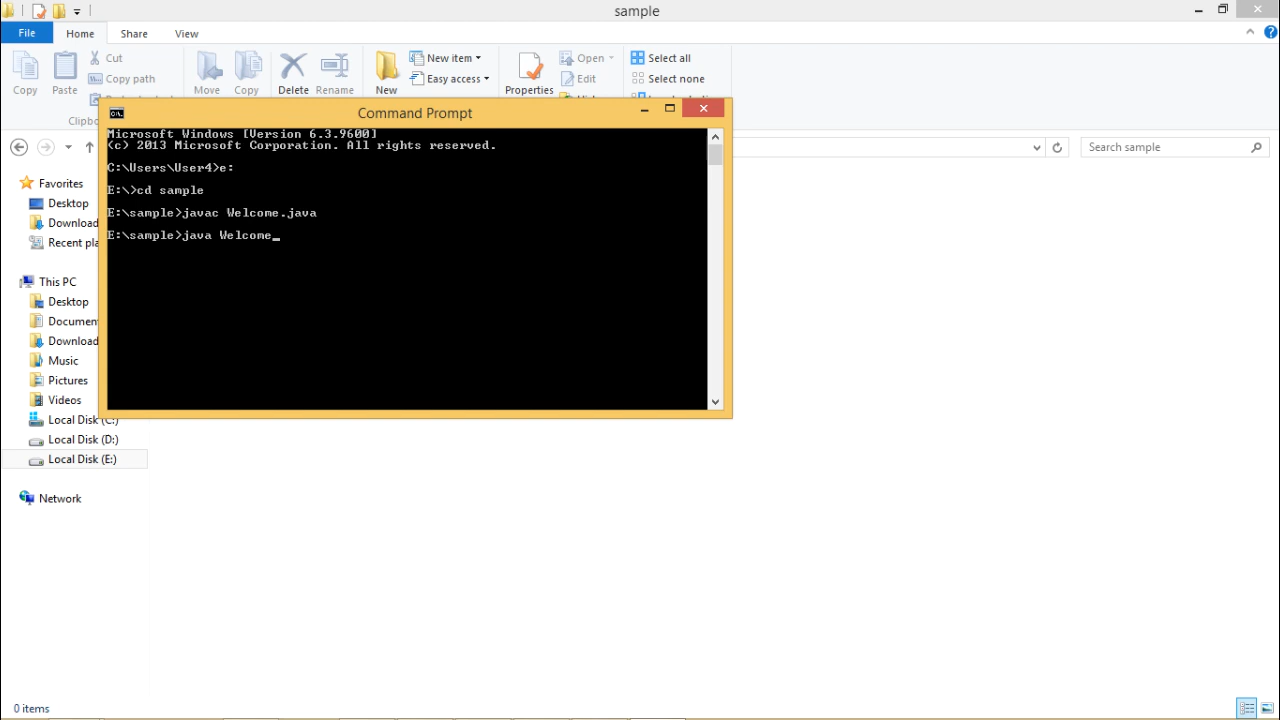 sample
File
Home
Share
View
Copy
Paste
Cut
Copy path
Move
Copy
Delete
Rename
New
New item
Easy access
Properties
Open
Edit
Select all
Select none
Command Prompt
Microsoft Windows [Version 6.3.9600]
(c) 2013 Microsoft Corporation. All rights reserved.
C:\Users\User4>e:
E:\>cd sample
E:\sample>javac Welcome.java
E:\sample>java Welcome_
Search sample
Favorites
Desktop
Download
Recent pla
This PC
Desktop
Documen
Download
Music
Pictures
Videos
Local Disk (C:)
Local Disk (D:)
Local Disk (E:)
Network
0 items